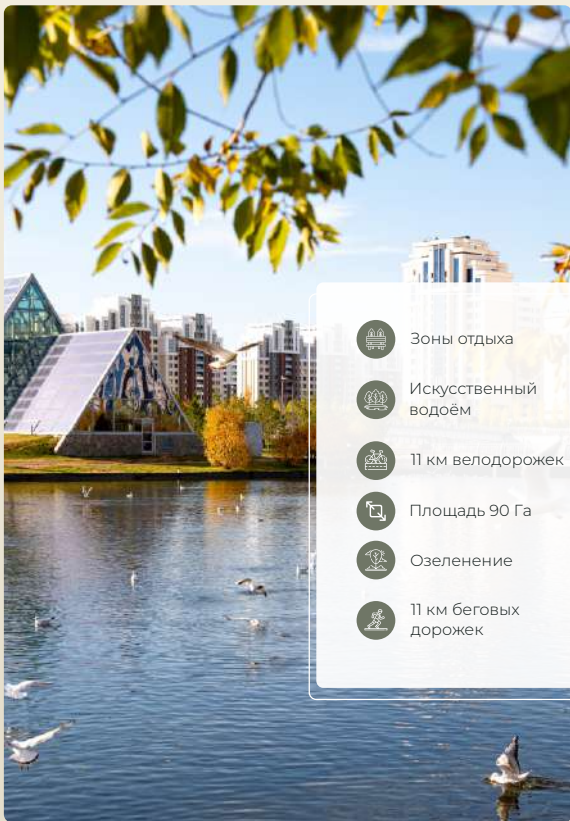 Зоны отдыха
Искусственный
водоём
11 км велодорожек
Площадь 90 Га
Озеленение
11 км беговых
дорожек